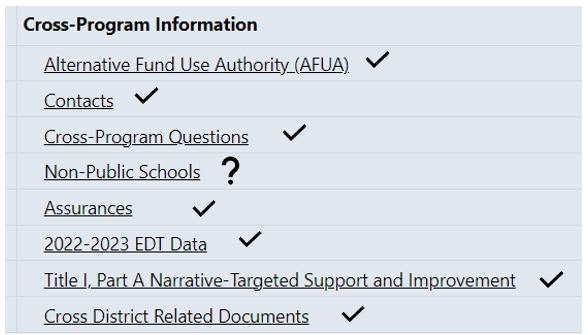 Cross-Program Information
Alternative Fund Use Authority (AFUA)
Contacts
Cross-Program Questions
Non-Public Schools ?
Assurances
2022-2023 EDT Data
Title I, Part A Narrative-Targeted Support and Improvement
Cross District Related Documents